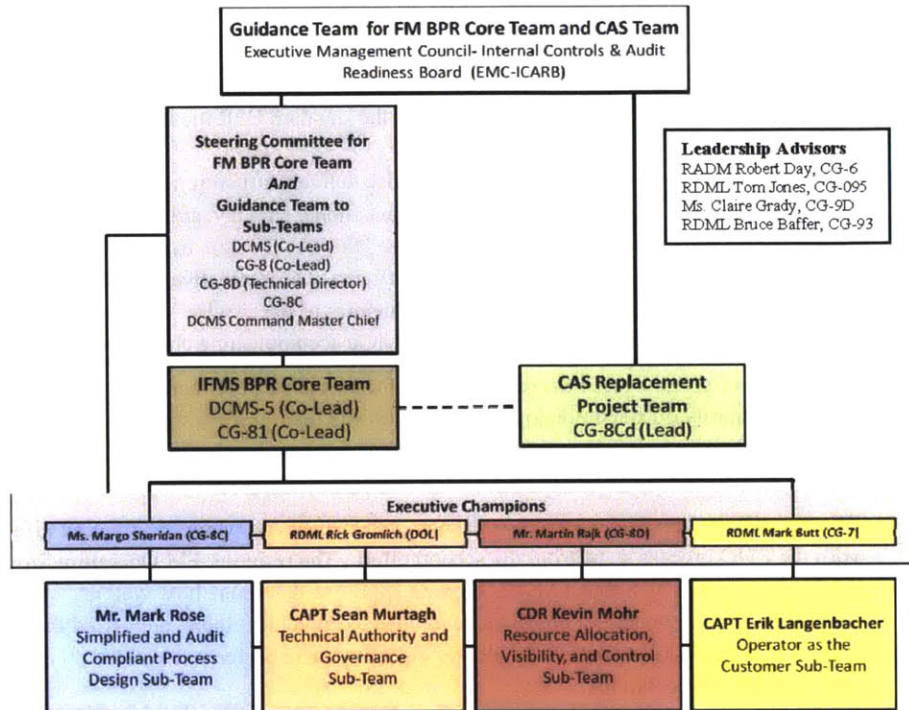 Guidance Team for FM BPR Core Team and CAS Team
Executive Management Council- Internal Controls & Audit
Readiness Board (EMC-ICARB)
Steering Committee for
FM BPR Core Team
And
Guidance Team to
Sub-Teams
DCMS (Co-Lead)
CG-8 (Co-Lead)
CG-8D (Technical Director)
CG-8C
DCMS Command Master Chief
Leadership Advisors
RADM Robert Day, CG-6
RDML Tom Jones, CG-095
Ms. Claire Grady, CG-9D
RDML Bruce Baffer, CG-93
IFMS BPR Core Team
DCMS-5 (Co-Lead)
CG-81 (Co-Lead)
CAS Replacement
Project Team
CG-8Cd (Lead)
Executive Champions
Ms. Margo Sheridan (CG-8C)
RDML Rick Gromlich (DOL)
Mr. Martin Rajk (CG-8D)
RDML Mark Butt (CG-7)
Mr. Mark Rose
Simplified and Audit
Compliant Process
Design Sub-Team
CAPT Sean Murtagh
Technical Authority and
Governance
Sub-Team
CDR Kevin Mohr
Resource Allocation,
Visibility, and Control
Sub-Team
CAPT Erik Langenbacher
Operator as the
Customer Sub-Team